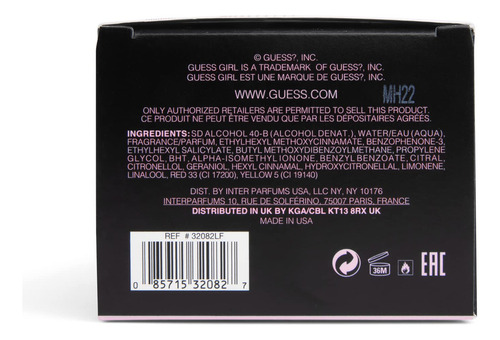 © GUESS?, INC.
GUESS GIRL IS A TRADEMARK OF GUESS?, INC.
GUESS GIRL EST UNE MARQUE DE GUESS?, INC.
WWW.GUESS.COM
MH22
ONLY AUTHORIZED RETAILERS ARE PERMITTED TO SELL THIS PRODUCT.
CE PRODUIT NE PEUT ÊTRE VENDU QUE PAR LES DÉPOSITAIRES AGRÉÉS.
INGREDIENTS: SD ALCOHOL 40-B (ALCOHOL DENAT.), WATER/EAU (AQUA),
FRAGRANCE/PARFUM, ETHYLHEXYL METHOXYCINNAMATE, BENZOPHENONE-3,
ETHYLHEXYL SALICYLATE, BUTYL METHOXYDIBENZOYLMETHANE, PROPYLENE
GLYCOL, BHT, ALPHA-ISOMETHYL IONONE, BENZYL BENZOATE, CITRAL,
CITRONELLOL, GERANIOL, HEXYL CINNAMAL, HYDROXYCITRONELLAL, LIMONENE,
LINALOOL, RED 33 (CI 17200), YELLOW 5 (CI 19140)
DIST. BY INTER PARFUMS USA, LLC NY, NY 10176
INTERPARFUMS 10, RUE DE SOLFÉRINO, 75007 PARIS, FRANCE
DISTRIBUTED IN UK BY KGA/CBL KT13 8RX UK
MADE IN USA
REF # 32082LF
0 85715 32082 7
36M
EAC